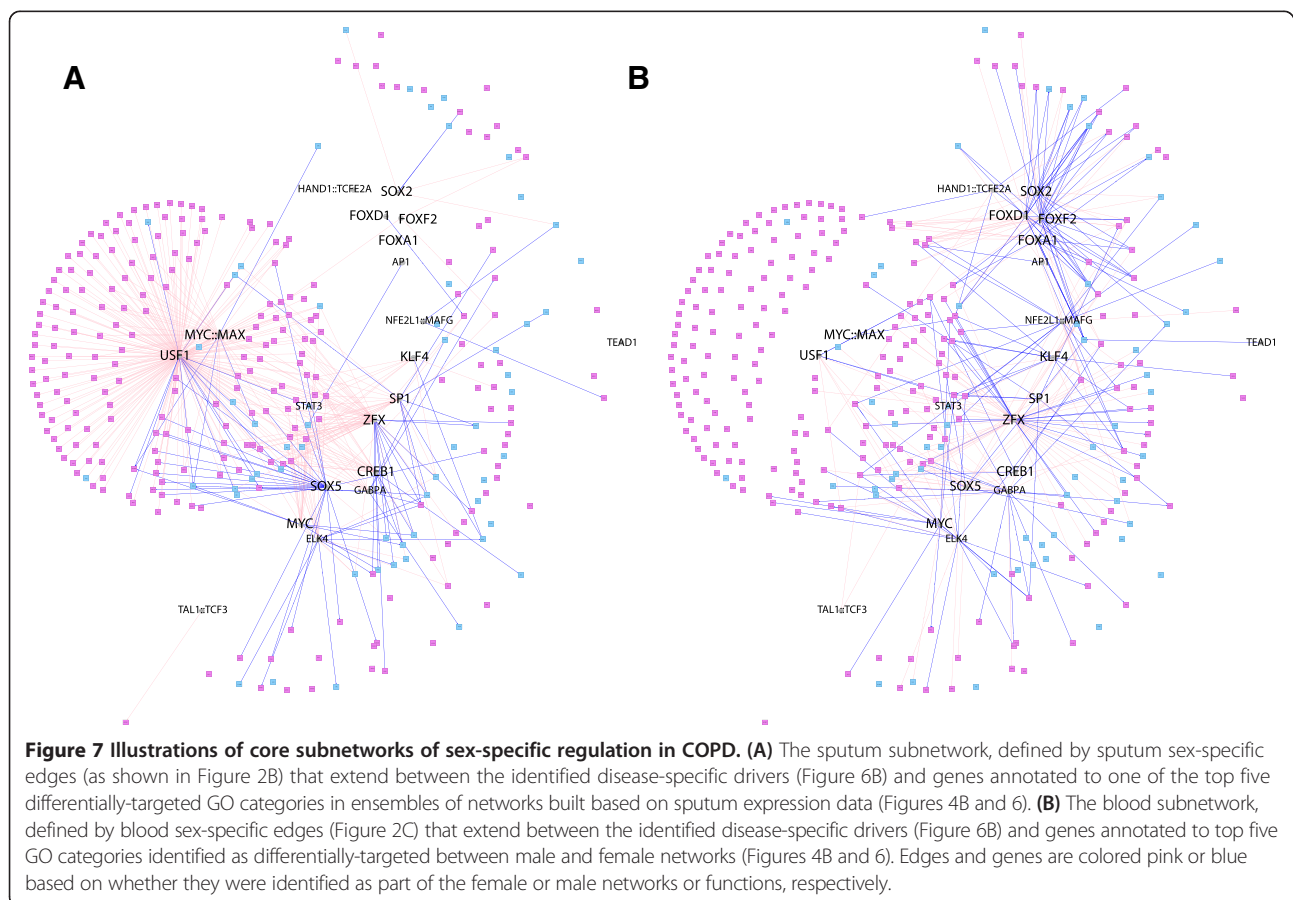 A
B
HAND1::TCFE2A
SOX2
FOXD1
FOXF2
FOXA1
AP1
NFE2L1::MAFG
MYC::MAX
USF1
KLF4
TEAD1
SP1
STAT3
ZFX
CREB1
SOX5
GABPA
MYC
ELK4
TAL1::TCF3
HAND1::TCFE2A
SOX2
FOXD1
FOXF2
FOXA1
AP1
NFE2L1::MAFG
MYC::MAX
USF1
KLF4
TEAD1
SP1
STAT3
ZFX
CREB1
SOX5
GABPA
MYC
ELK4
TAL1::TCF3
Figure 7 Illustrations of core subnetworks of sex-specific regulation in COPD. (A) The sputum subnetwork, defined by sputum sex-specific
edges (as shown in Figure 2B) that extend between the identified disease-specific drivers (Figure 6B) and genes annotated to one of the top five
differentially-targeted GO categories in ensembles of networks built based on sputum expression data (Figures 4B and 6). (B) The blood subnetwork,
defined by blood sex-specific edges (Figure 2C) that extend between the identified disease-specific drivers (Figure 6B) and genes annotated to top five
GO categories identified as differentially-targeted between male and female networks (Figures 4B and 6). Edges and genes are colored pink or blue
based on whether they were identified as part of the female or male networks or functions, respectively.